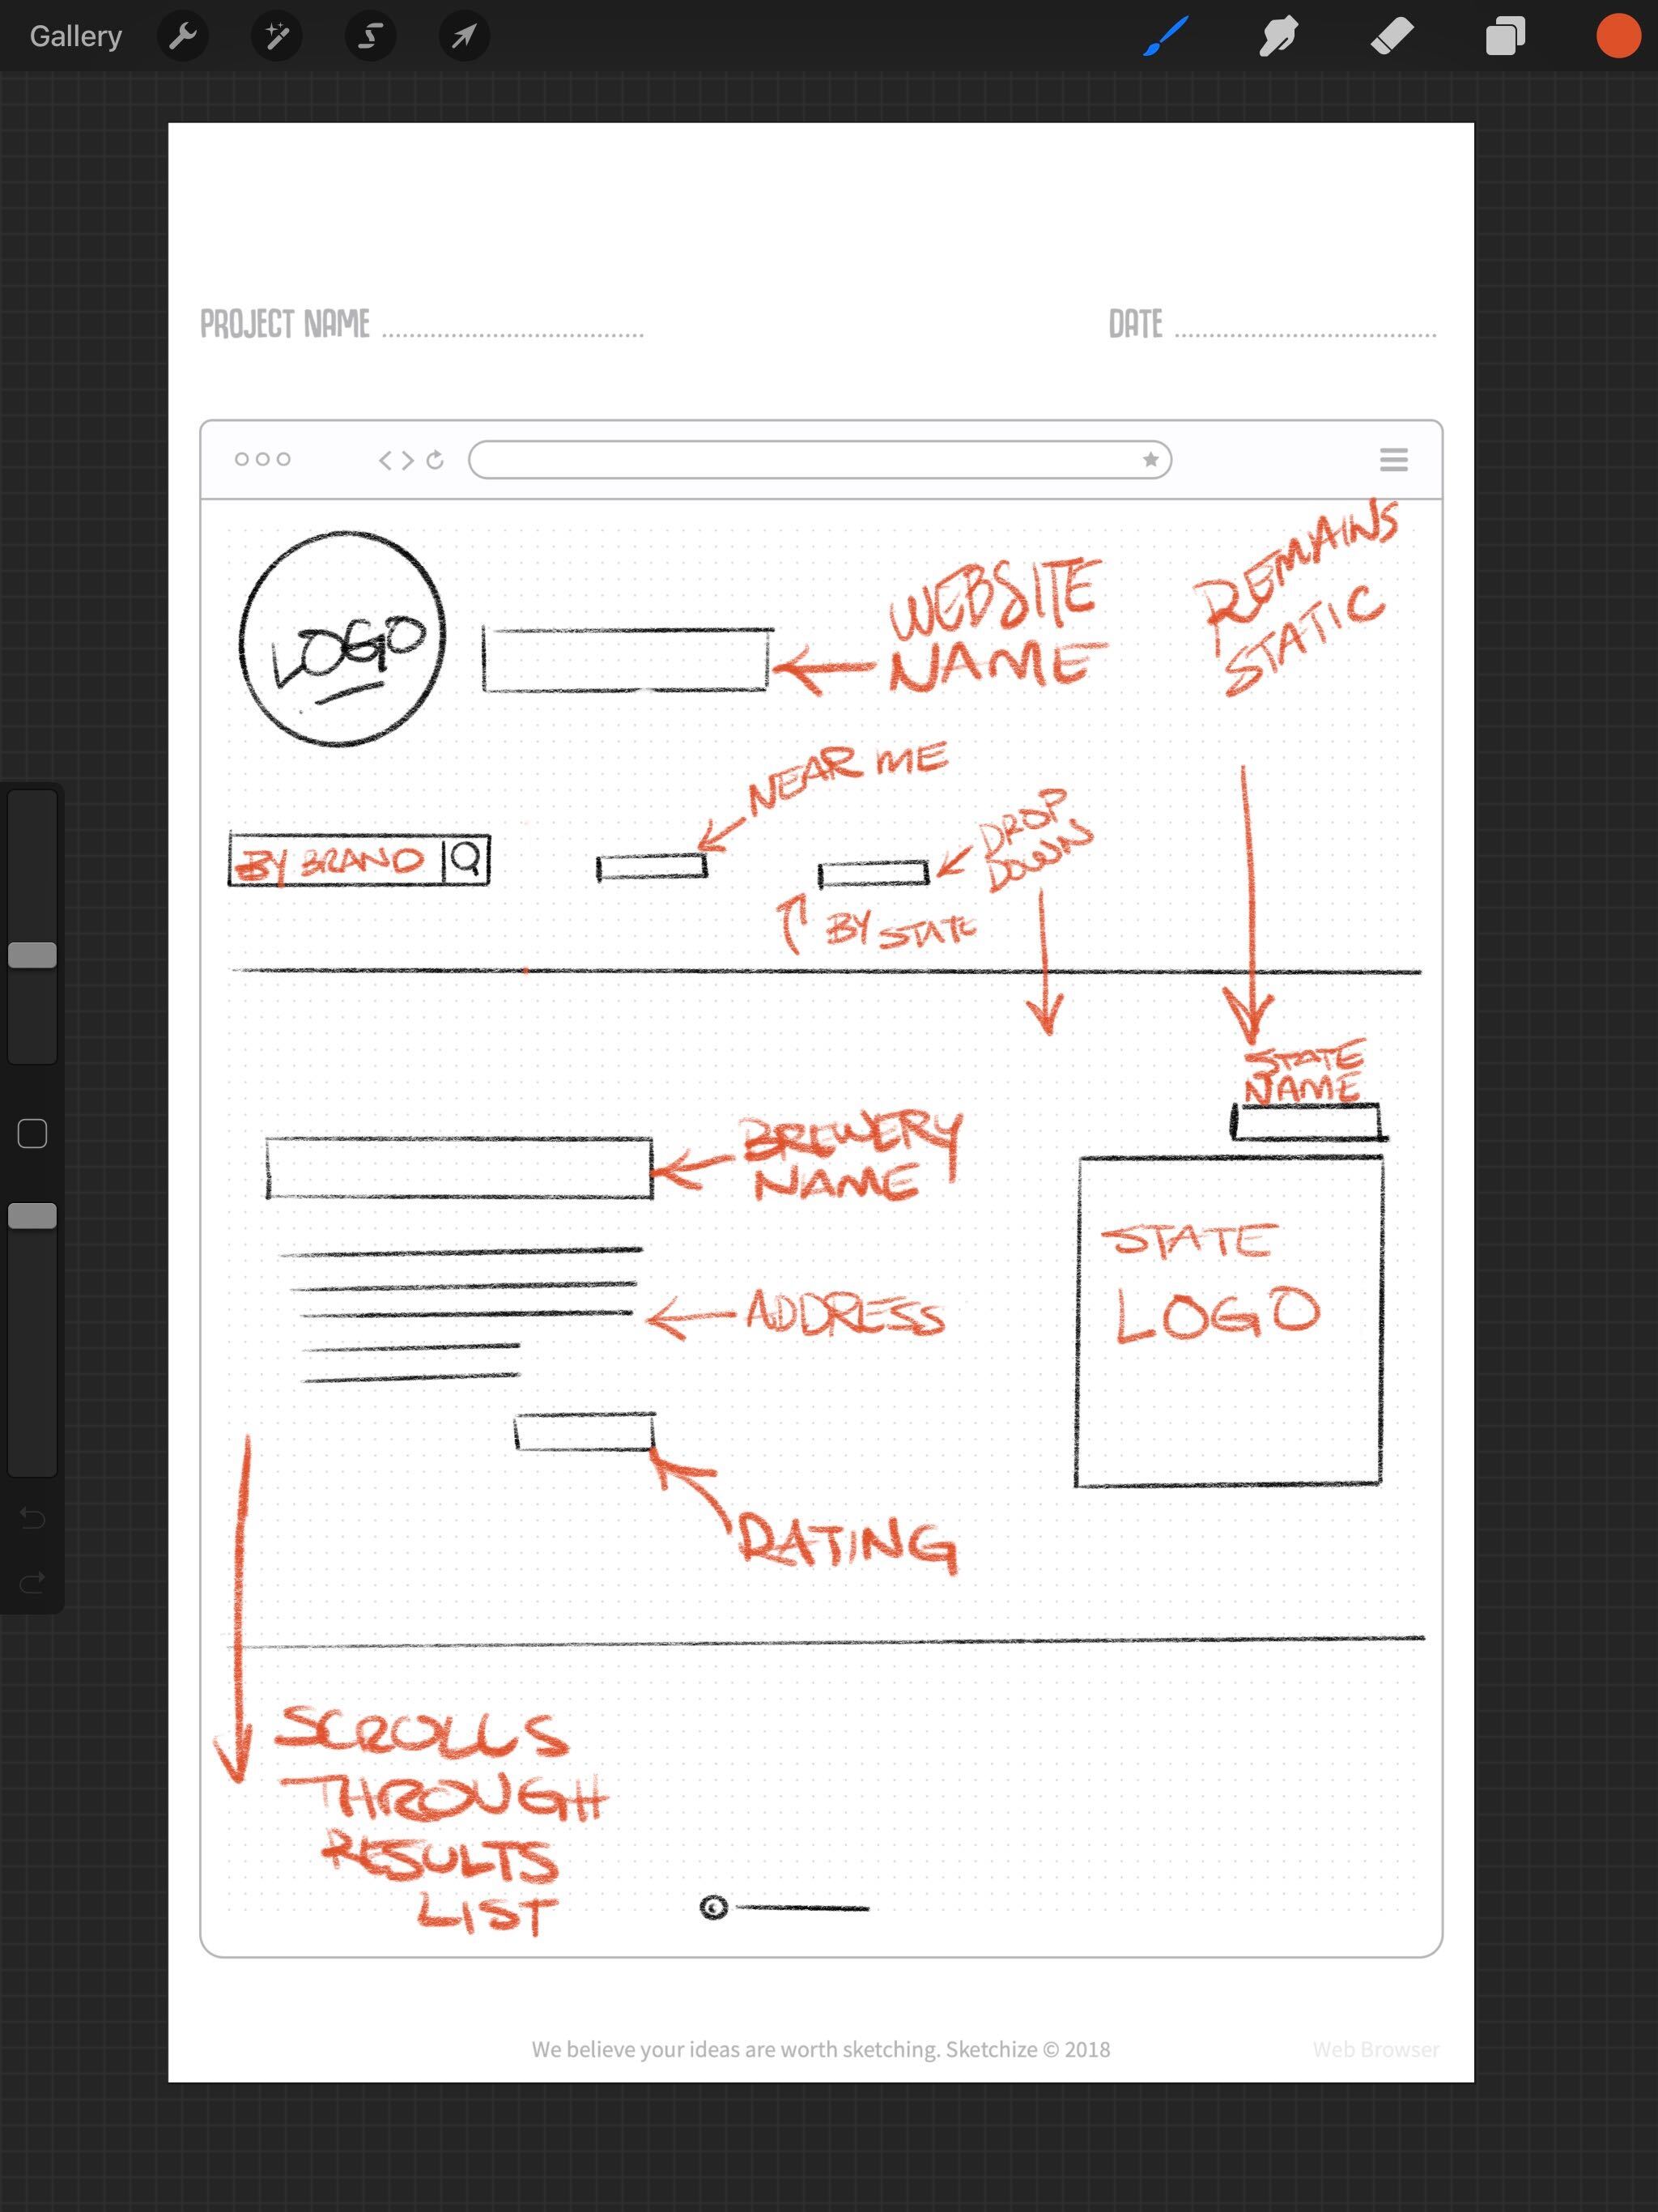 Gallery
PROJECT NAME
DATE
LOGO
WEBSITE
NAME
REMAINS
STATIC
NEAR ME
DROP
DOWN
BY BRAND
BY STATE
STATE
NAME
BREWERY
NAME
STATE
LOGO
ADDRESS
RATING
SCROLLS
THROUGH
RESULTS
LIST
We believe your ideas are worth sketching. Sketchize © 2018
Web Browser